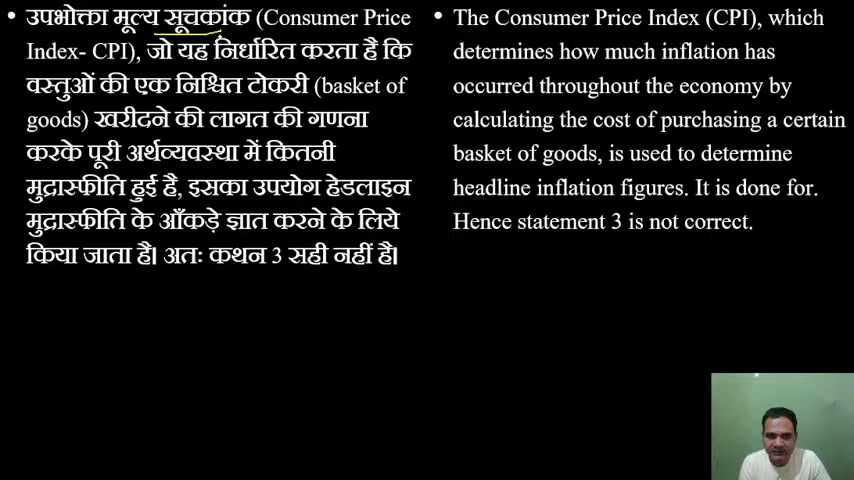 • उपभोक्ता मूल्य सूचकांक (Consumer Price
Index- CPI), जो यह निर्धारित करता है कि
वस्तुओं की एक निश्चित टोकरी (basket of
goods) खरीदने की लागत की गणना
करके पूरी अर्थव्यवस्था में कितनी
मुद्रास्फीति हुई है, इसका उपयोग हेडलाइन
मुद्रास्फीति के आँकड़े ज्ञात करने के लिये
किया जाता है। अतः कथन 3 सही नहीं है।
• The Consumer Price Index (CPI), which
determines how much inflation has
occurred throughout the economy by
calculating the cost of purchasing a certain
basket of goods, is used to determine
headline inflation figures. It is done for.
Hence statement 3 is not correct.